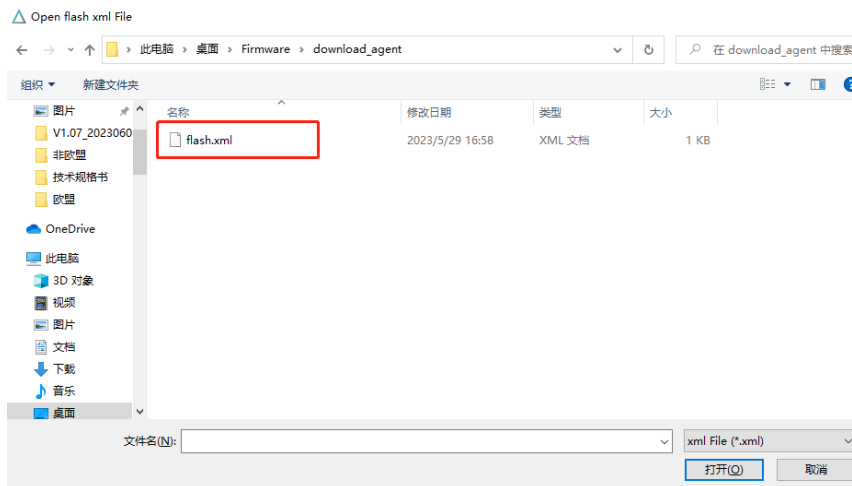 Open flash xml File
此电脑 › 桌面 › Firmware › download_agent
在 download_agent 中搜索
组织 新建文件夹
名称 修改日期 类型 大小
图片
V1.07_2023060
非欧盟
技术规格书
欧盟
OneDrive
此电脑
3D 对象
视频
图片
文档
下载
音乐
桌面
flash.xml 2023/5/29 16:58 XML 文档 1 KB
文件名(N):
xml File (*.xml)
打开(O) 取消